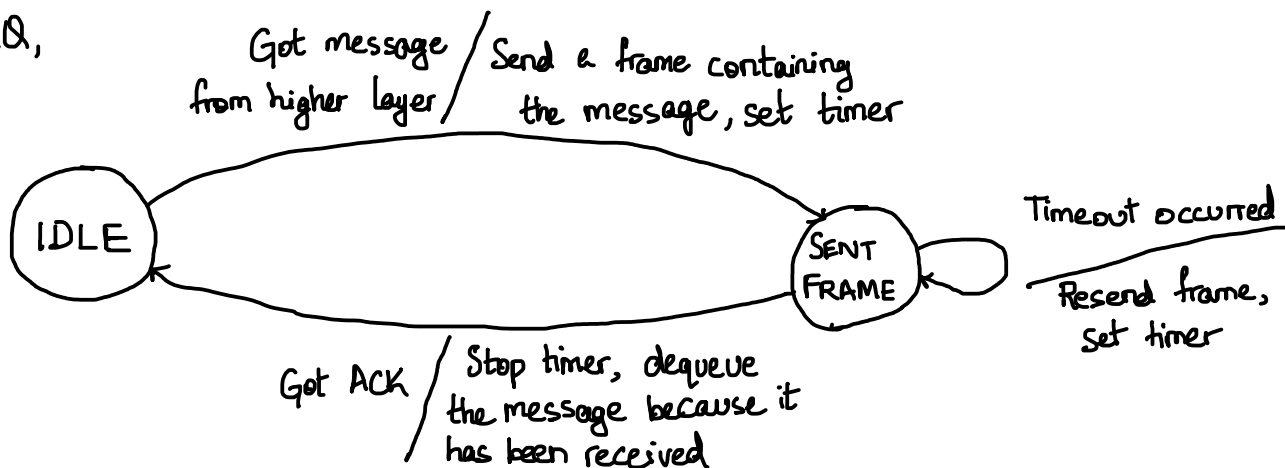 Q,
Got message
from higher layer
Send a frame containing
the message, set timer
IDLE
SENT
FRAME
Timeout occurred
Resend frame,
set timer
Got ACK
Stop timer, dequeue
the message because it
has been received